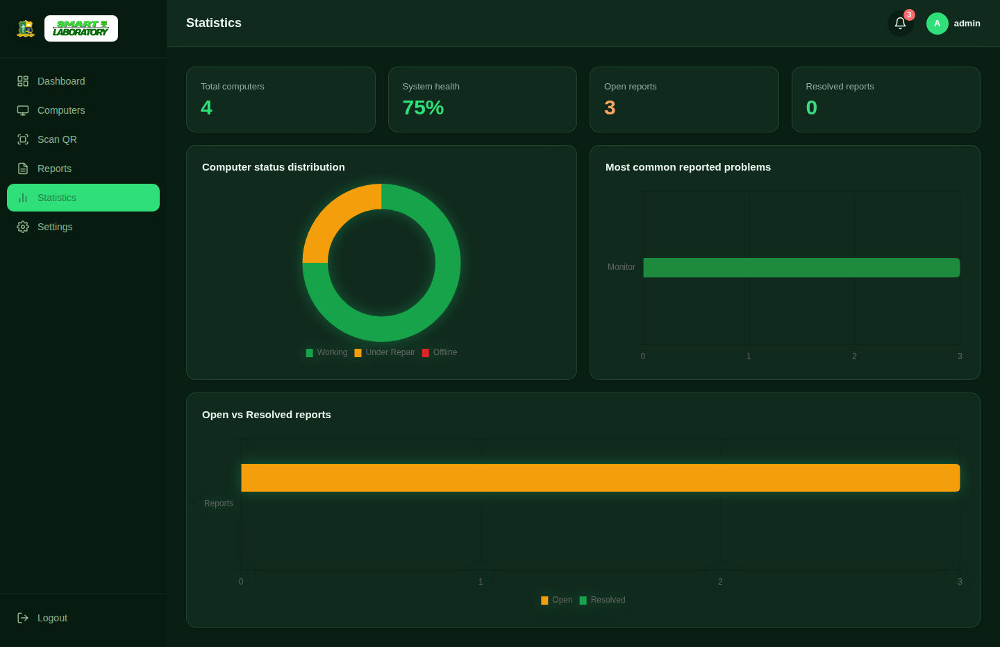 SMART
LABORATORY
Dashboard
Computers
Scan QR
Reports
Statistics
Settings
Logout
Statistics
3
A
admin
Total computers
4
System health
75%
Open reports
3
Resolved reports
0
Computer status distribution
Working
Under Repair
Offline
Most common reported problems
Monitor
0 1 2 3
Open vs Resolved reports
Reports
0 1 2 3
Open
Resolved